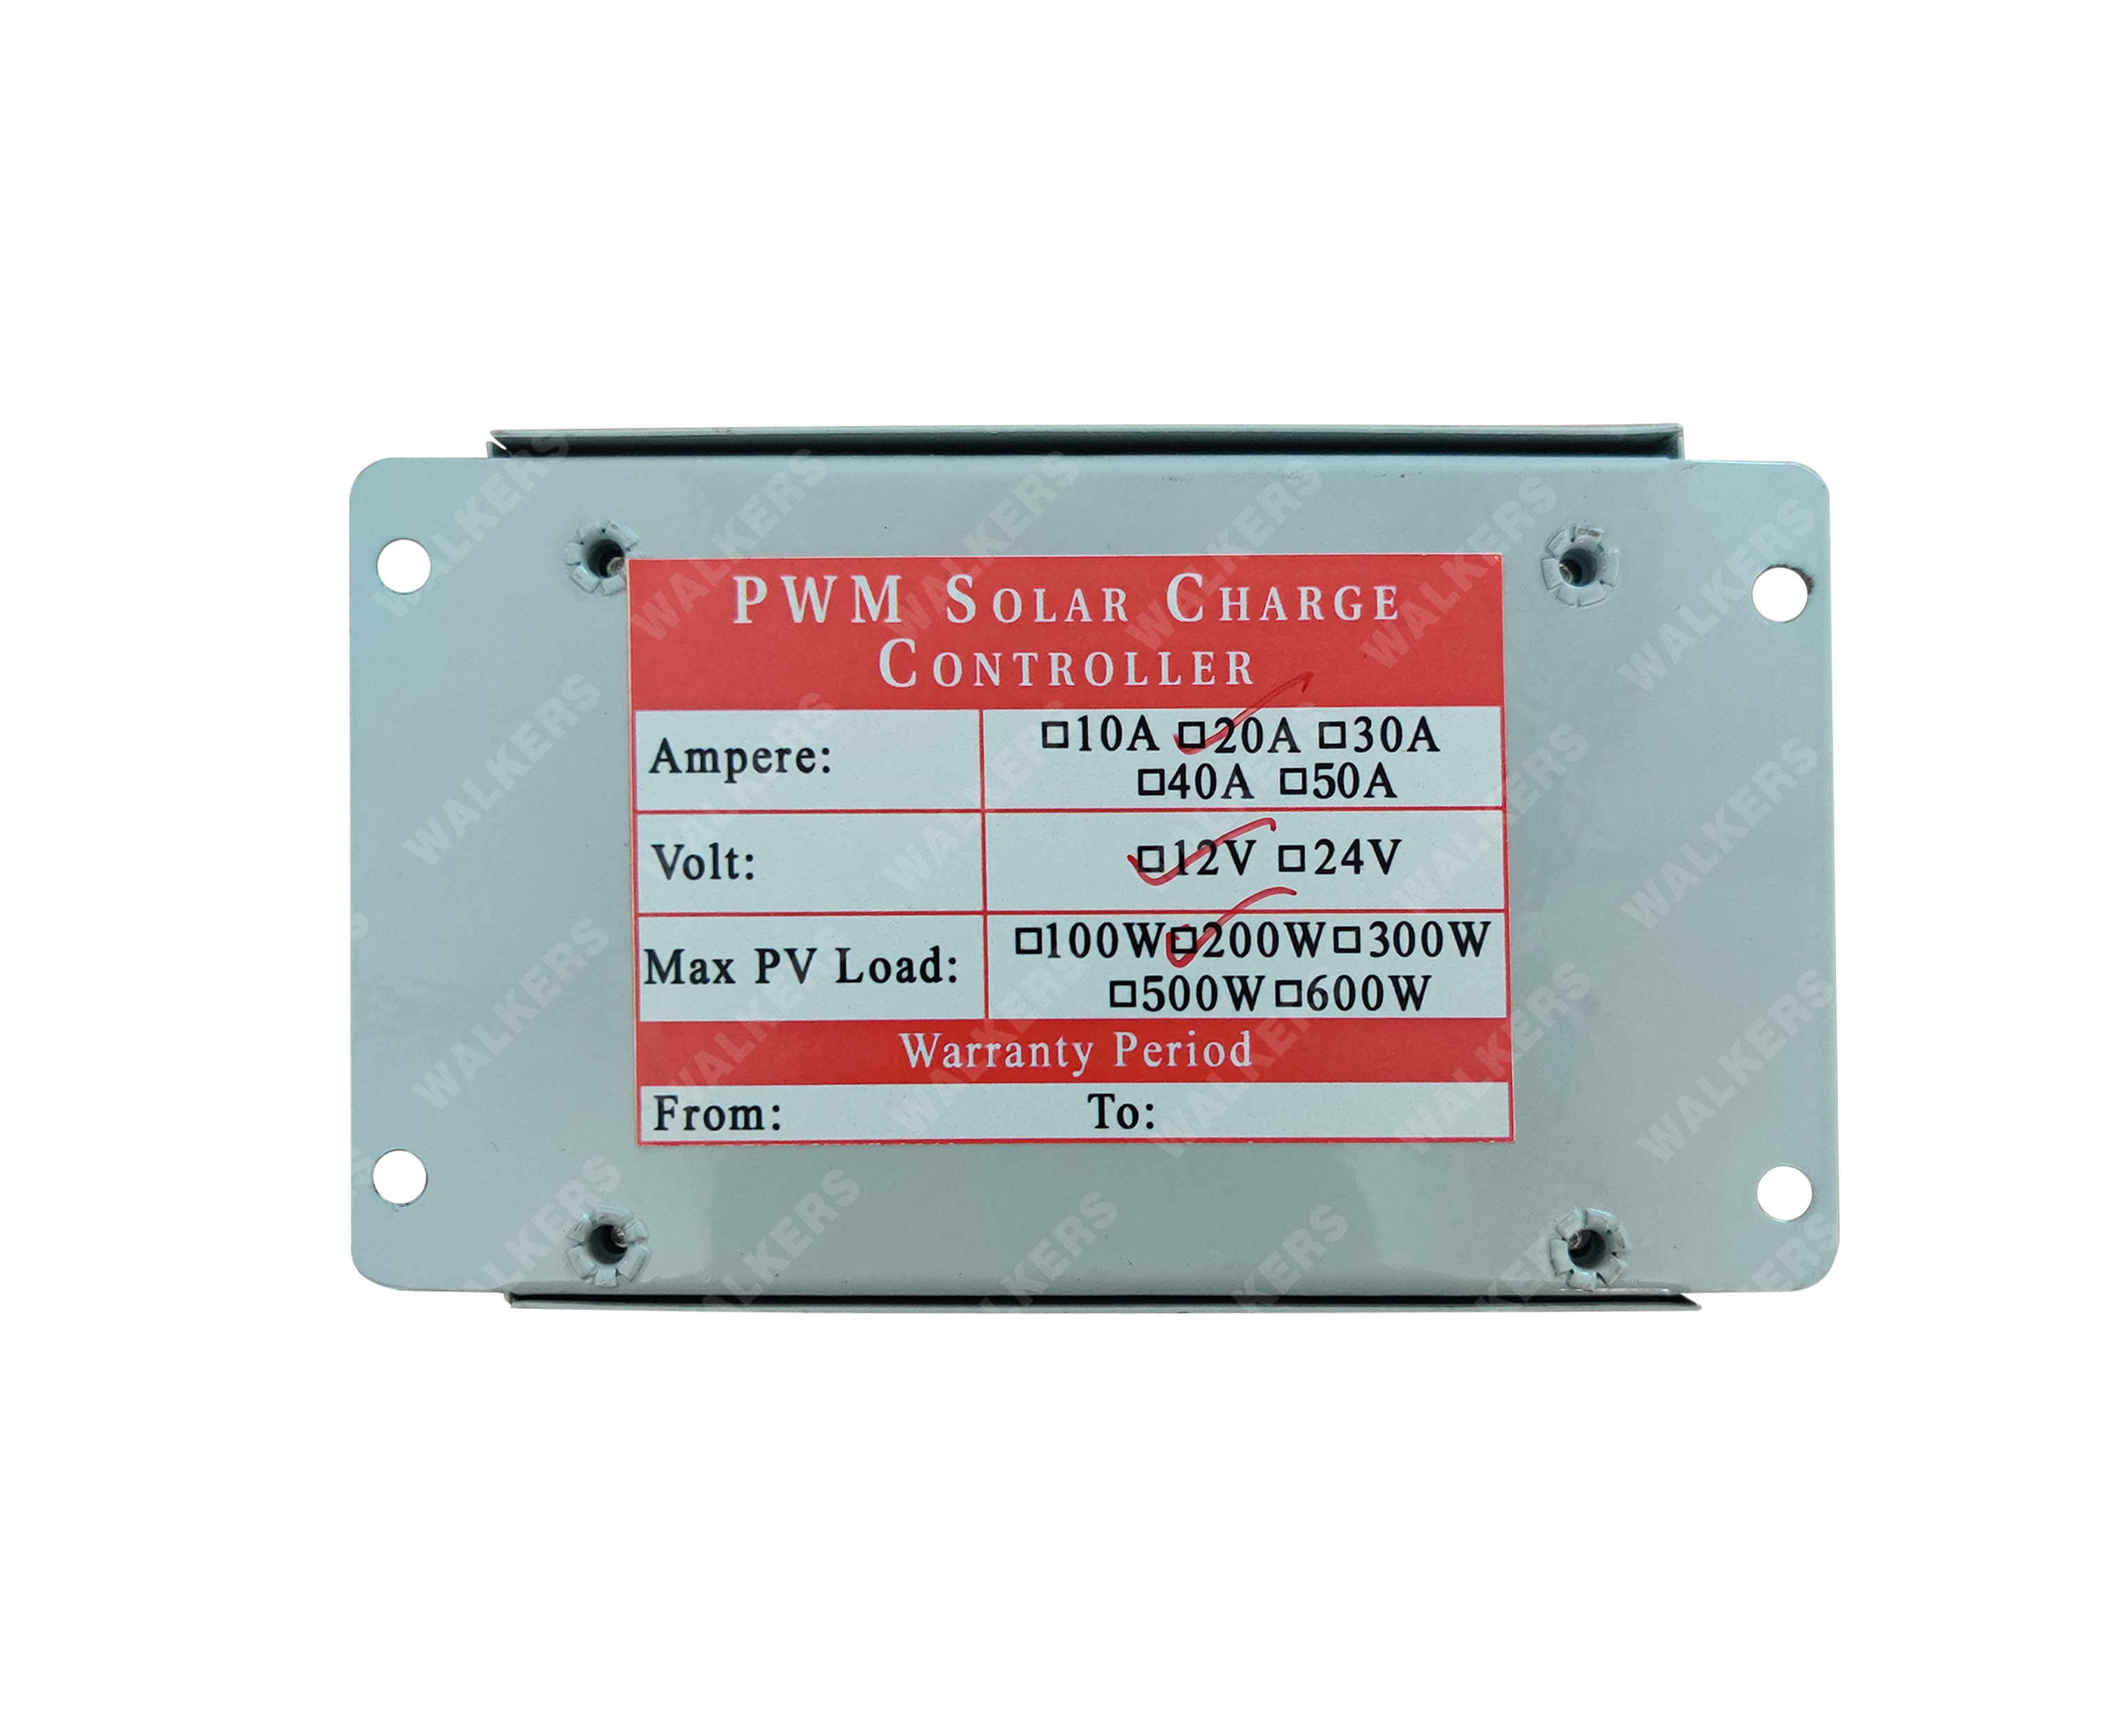 PWM SOLAR CHARGE
CONTROLLER
Ampere: □10A □20A □30A
□40A □50A
Volt: □12V □24V
Max PV Load: □100W □200W □300W
□500W □600W
Warranty Period
From: To:
WALKERS